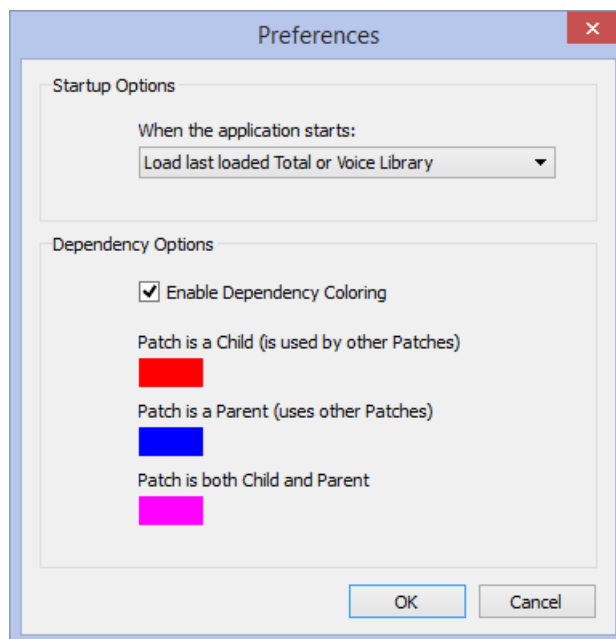 Preferences
Startup Options
When the application starts:
Load last loaded Total or Voice Library
Dependency Options
Enable Dependency Coloring
Patch is a Child (is used by other Patches)
Patch is a Parent (uses other Patches)
Patch is both Child and Parent
OK Cancel